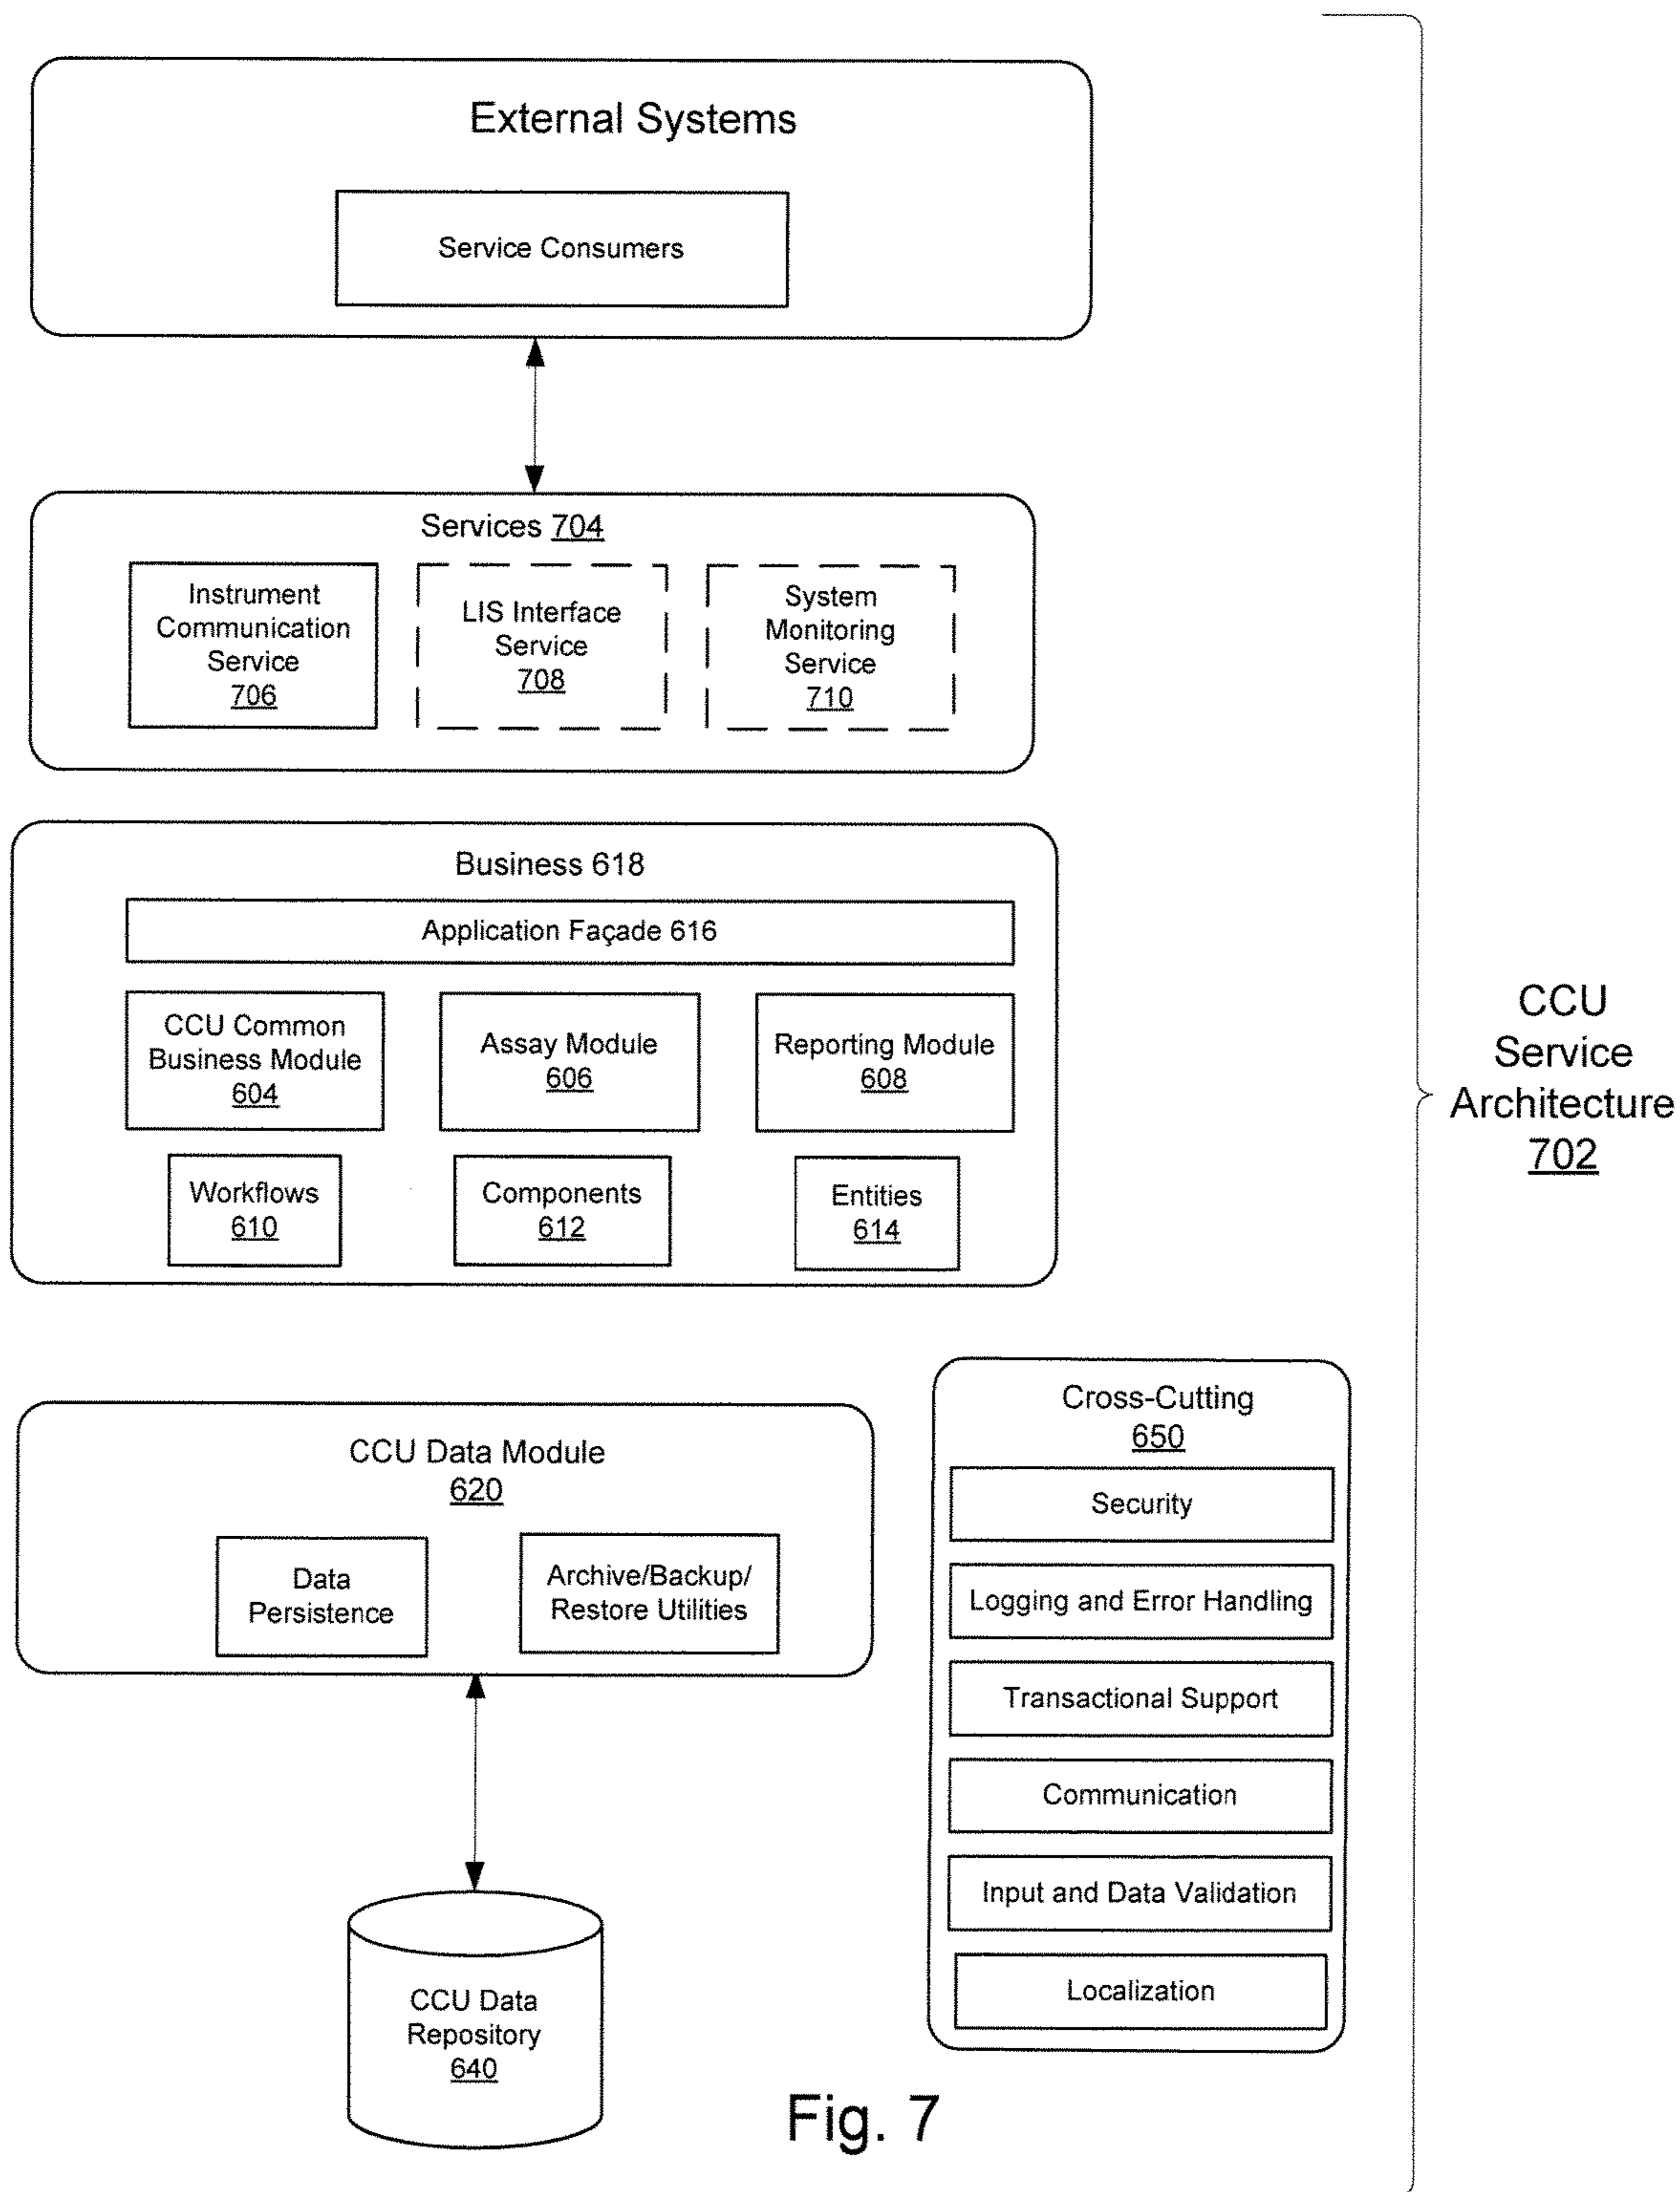 External Systems
Service Consumers
Services 704
Instrument
Communication
Service
706
LIS Interface
Service
708
System
Monitoring
Service
710
Business 618
Application Façade 616
CCU Common
Business Module
604
Assay Module
606
Reporting Module
608
Workflows
610
Components
612
Entities
614
CCU
Service
Architecture
702
CCU Data Module
620
Data
Persistence
Archive/Backup/
Restore Utilities
Cross-Cutting
650
Security
Logging and Error Handling
Transactional Support
Communication
Input and Data Validation
Localization
CCU Data
Repository
640
Fig. 7